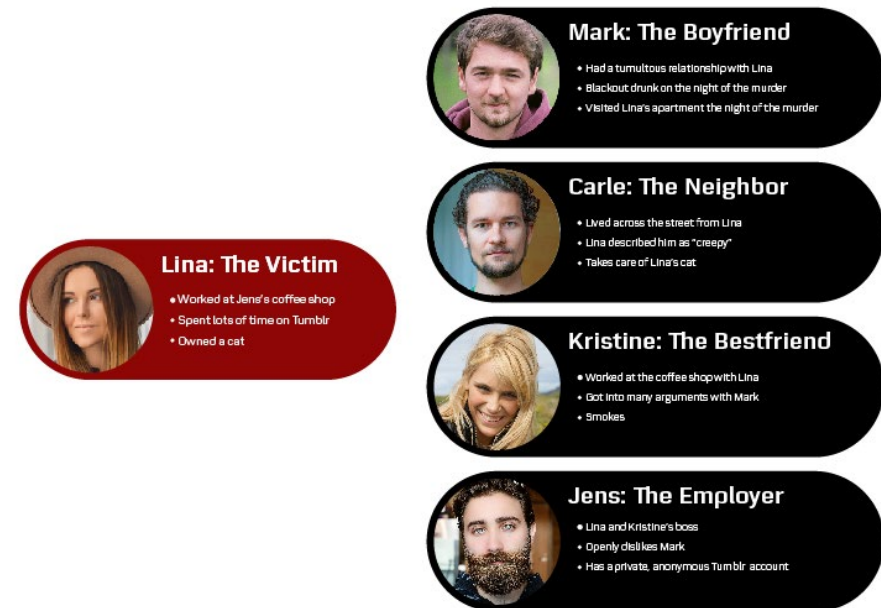 Mark: The Boyfriend
• Had a tumultous relationship with Lina
• Blackout drunk on the night of the murder
• Visited Lina's apartment the night of the murder
Carle: The Neighbor
• Lived across the street from Lina
• Lina described him as "creepy"
• Takes care of Lina's cat
Lina: The Victim
• Worked at Jens's coffee shop
• Spent lots of time on Tumblr
• Owned a cat
Kristine: The Bestfriend
• Worked at the coffee shop with Lina
• Got into many arguments with Mark
• Smokes
Jens: The Employer
• Lina and Kristine's boss
• Openly dislikes Mark
• Has a private, anonymous Tumblr account